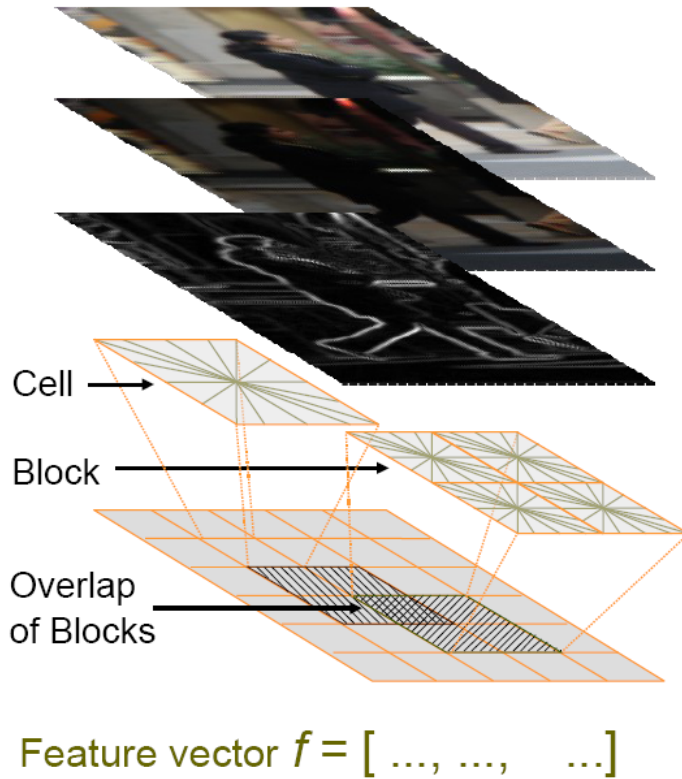 Cell
Block
Overlap
of Blocks
Feature vector f = [ ..., ..., ...]